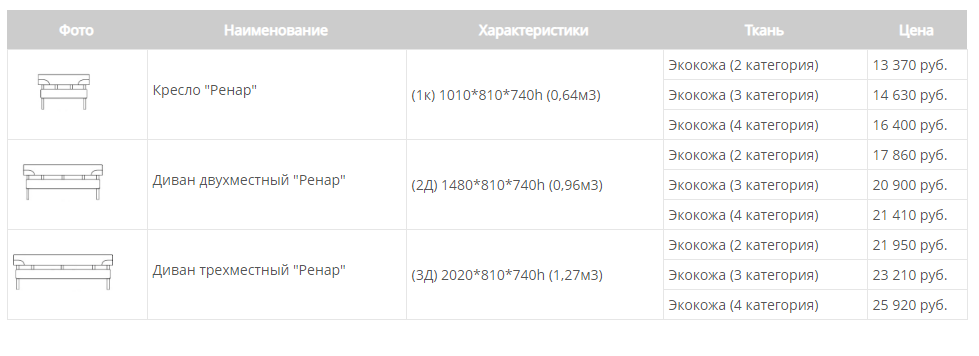 Фото Наименование Характеристики Ткань Цена
Кресло "Ренар" (1к) 1010*810*740h (0,64м3) Экокожа (2 категория) 13 370 руб.
Экокожа (3 категория) 14 630 руб.
Экокожа (4 категория) 16 400 руб.
Диван двухместный "Ренар" (2Д) 1480*810*740h (0,96м3) Экокожа (2 категория) 17 860 руб.
Экокожа (3 категория) 20 900 руб.
Экокожа (4 категория) 21 410 руб.
Диван трехместный "Ренар" (3Д) 2020*810*740h (1,27м3) Экокожа (2 категория) 21 950 руб.
Экокожа (3 категория) 23 210 руб.
Экокожа (4 категория) 25 920 руб.